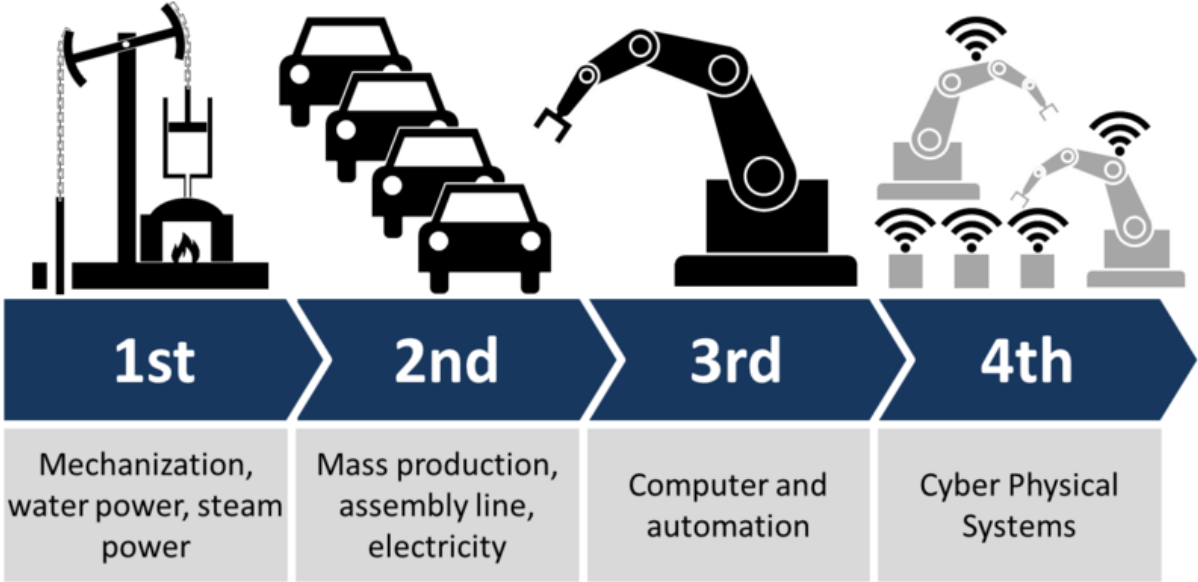 1st
2nd
3rd
4th
Mechanization,
water power, steam
power
Mass production,
assembly line,
electricity
Computer and
automation
Cyber Physical
Systems